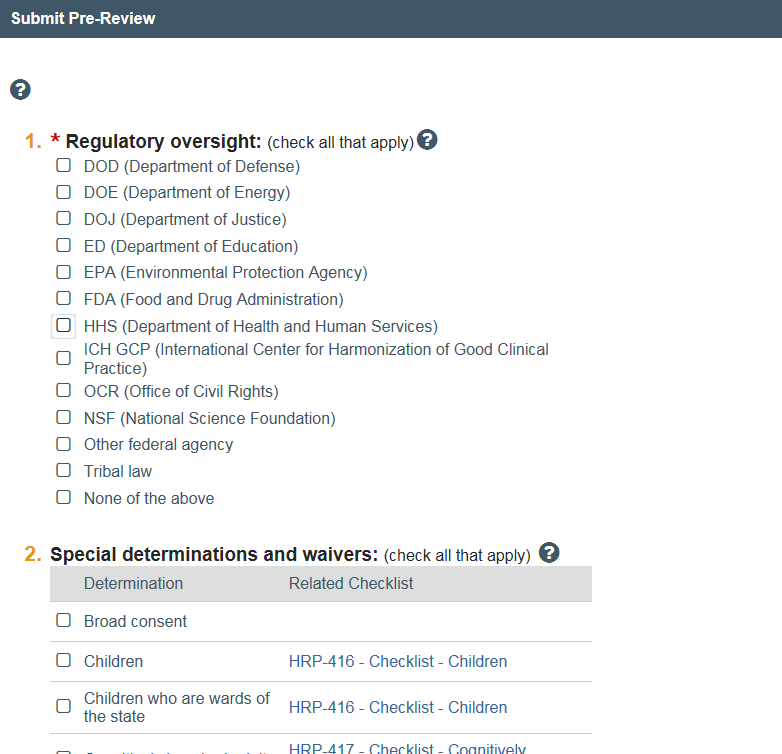 Submit Pre-Review
?
1. * Regulatory oversight: (check all that apply) ?
DOD (Department of Defense)
DOE (Department of Energy)
DOJ (Department of Justice)
ED (Department of Education)
EPA (Environmental Protection Agency)
FDA (Food and Drug Administration)
HHS (Department of Health and Human Services)
ICH GCP (International Center for Harmonization of Good Clinical
Practice)
OCR (Office of Civil Rights)
NSF (National Science Foundation)
Other federal agency
Tribal law
None of the above
2. Special determinations and waivers: (check all that apply) ?
Determination Related Checklist
Broad consent
Children HRP-416 - Checklist - Children
Children who are wards of
the state HRP-416 - Checklist - Children
HRP-417 - Checklist - Cognitively